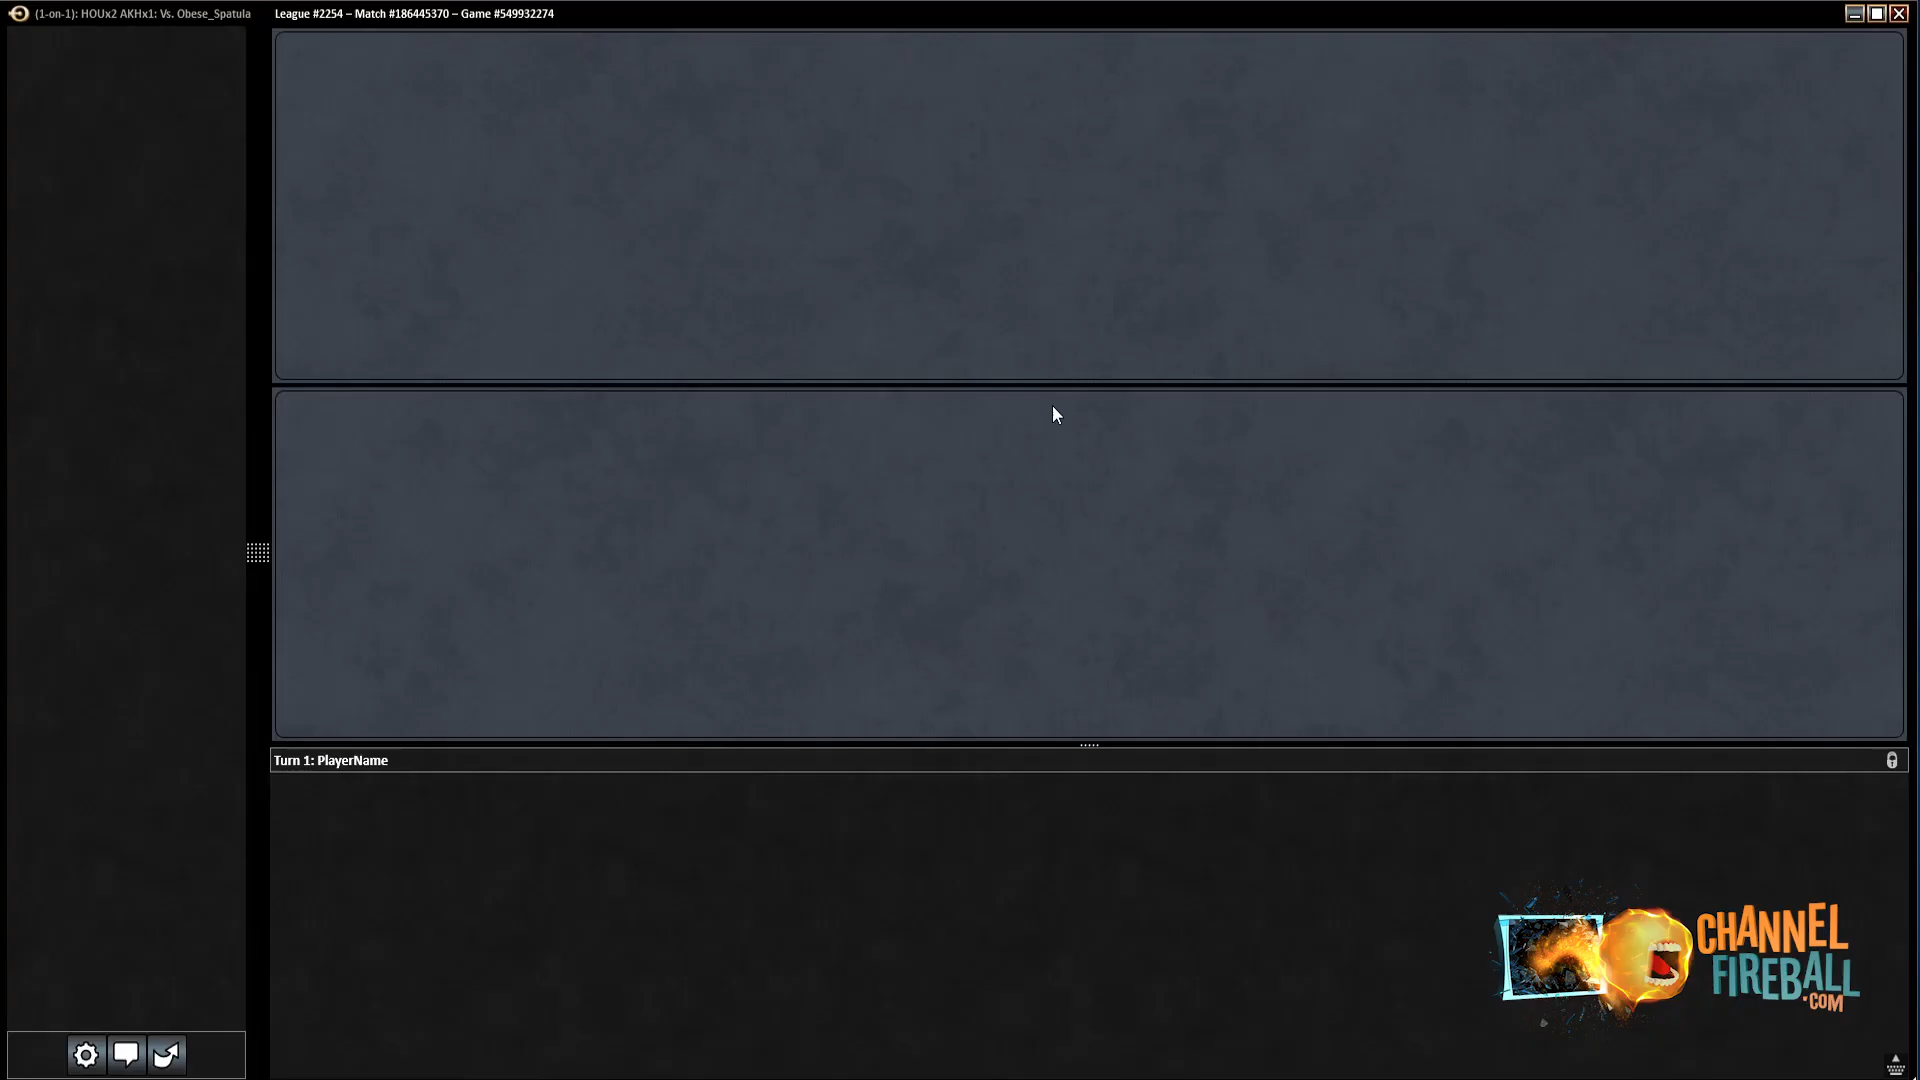 (1-on-1): HOUx2 AKHx1: Vs. Obese_Spatula
League #2254 – Match #186445370 – Game #549932274
Turn 1: PlayerName
CHANNEL
FIREBALL
.COM